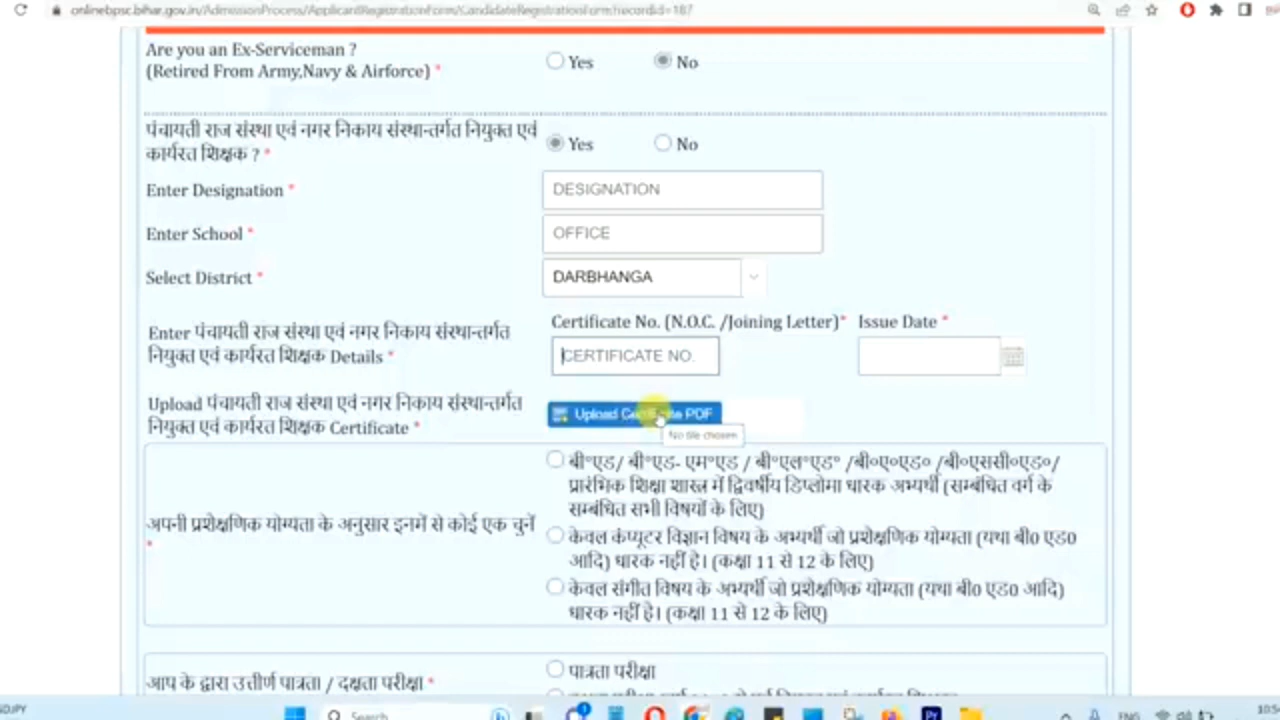 onlinebpsc.bihar.gov.in/AdmissionProcess/ApplicantRegistrationForm/CandidateRegistrationForm?recordid=187
Are you an Ex-Serviceman ?
(Retired From Army,Navy & Airforce) *
Yes No
पंचायती राज संस्था एवं नगर निकाय संस्थान्तर्गत नियुक्त एवं
कार्यरत शिक्षक ? *
Yes No
Enter Designation *
DESIGNATION
Enter School *
OFFICE
Select District *
DARBHANGA
Certificate No. (N.O.C. /Joining Letter)* Issue Date *
Enter पंचायती राज संस्था एवं नगर निकाय संस्थान्तर्गत
नियुक्त एवं कार्यरत शिक्षक Details *
CERTIFICATE NO.
Upload पंचायती राज संस्था एवं नगर निकाय संस्थान्तर्गत
नियुक्त एवं कार्यरत शिक्षक Certificate *
Upload Certificate PDF
No file chosen
अपनी प्रशैक्षणिक योग्यता के अनुसार इनमें से कोई एक चुनें
*
बी°एड/ बी°एड- एम°एड / बी°एल°एड° /बी०ए०एड० /बी०एससी०एड०/
प्रारंभिक शिक्षा शास्त्र में द्विवर्षीय डिप्लोमा धारक अभ्यर्थी (सम्बंधित वर्ग के
सम्बंधित सभी विषयों के लिए)
केवल कंप्यूटर विज्ञान विषय के अभ्यर्थी जो प्रशैक्षणिक योग्यता (यथा बी0 एड0
आदि) धारक नहीं है। (कक्षा 11 से 12 के लिए)
केवल संगीत विषय के अभ्यर्थी जो प्रशैक्षणिक योग्यता (यथा बी0 एड0 आदि)
धारक नहीं है। (कक्षा 11 से 12 के लिए)
आप के द्वारा उत्तीर्ण पात्रता / दक्षता परीक्षा *
पात्रता परीक्षा
Search
ENG